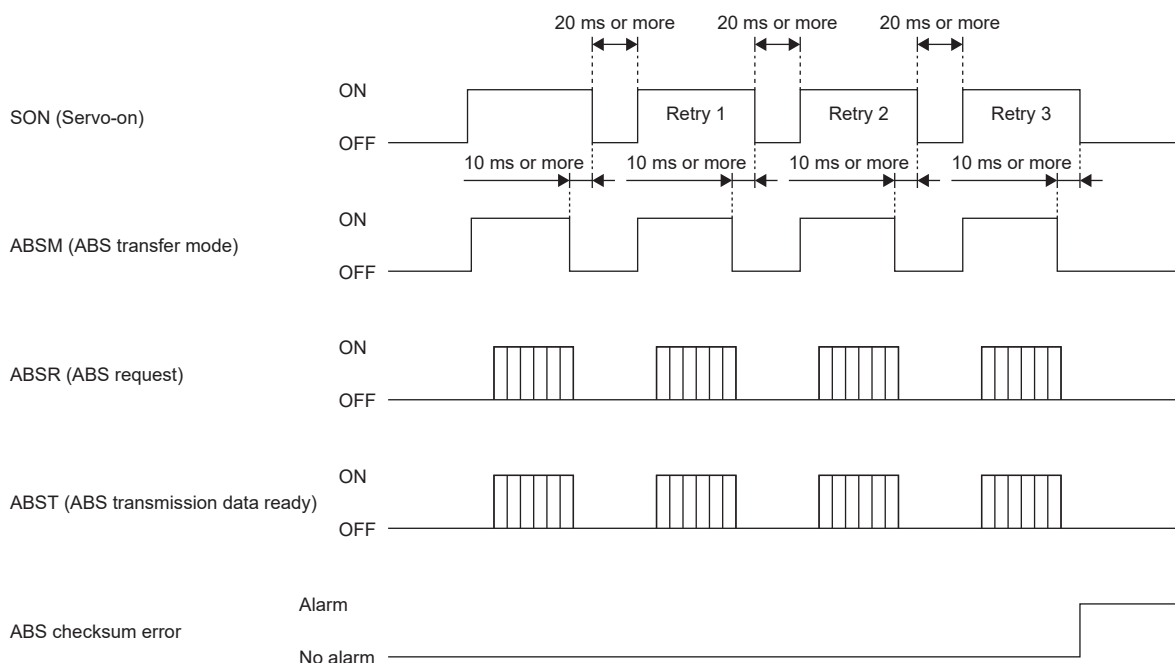 20 ms or more 20 ms or more 20 ms or more
ON
SON (Servo-on) Retry 1 Retry 2 Retry 3
OFF
10 ms or more 10 ms or more 10 ms or more 10 ms or more
ON
ABSM (ABS transfer mode)
OFF
ON
ABSR (ABS request)
OFF
ON
ABST (ABS transmission data ready)
OFF
Alarm
ABS checksum error
No alarm